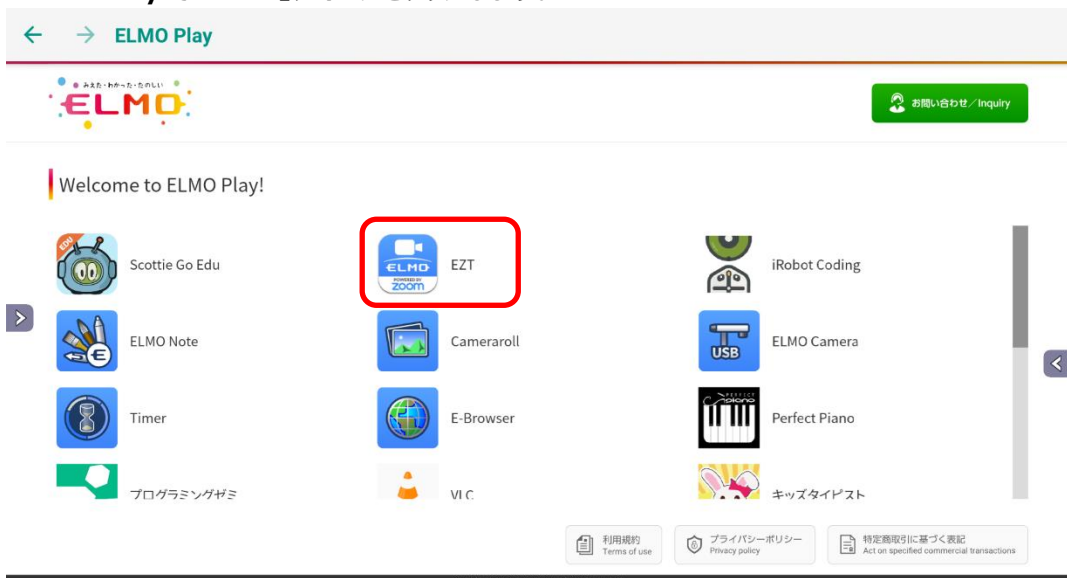 ELMO Play
みえた・わかった・たのしい
ELMO
お問い合わせ/Inquiry
Welcome to ELMO Play!
EDU
Scottie Go Edu
ELMO
POWERED BY
zoom
EZT
iRobot Coding
ELMO Note
Cameraroll
USB
ELMO Camera
Timer
E-Browser
PERFECT
piano
Perfect Piano
プログラミングゼミ
VLC
キッズタイピスト
利用規約
Terms of use
プライバシーポリシー
Privacy policy
特定商取引に基づく表記
Act on specified commercial transactions